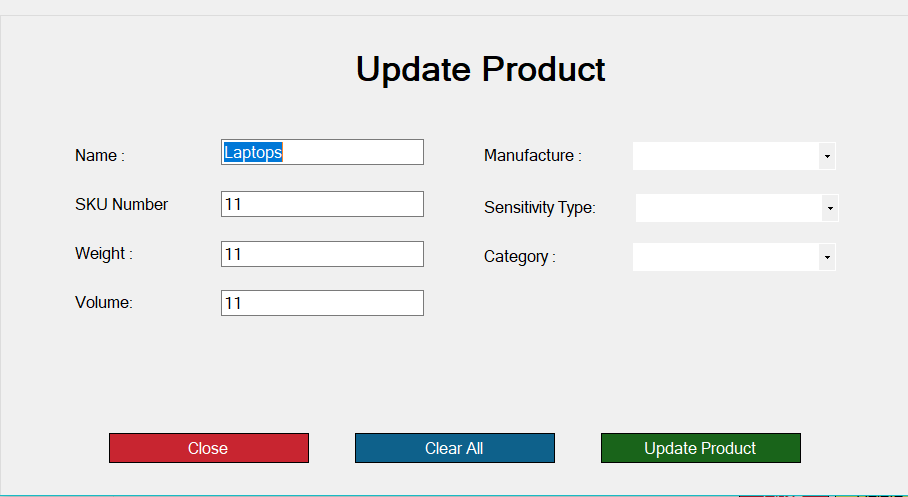 Update Product
Name : Laptops
SKU Number 11
Weight : 11
Volume: 11
Manufacture :
Sensitivity Type:
Category :
Close
Clear All
Update Product